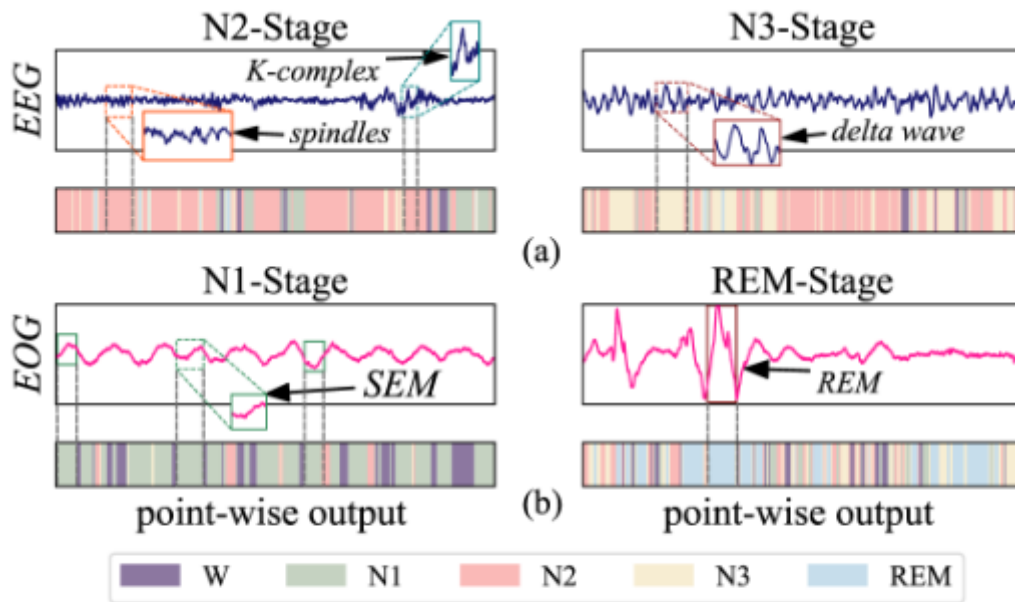 N2-Stage
N3-Stage
EEG
K-complex
spindles
delta wave
(a)
N1-Stage
REM-Stage
EOG
SEM
REM
(b)
point-wise output
point-wise output
W
N1
N2
N3
REM